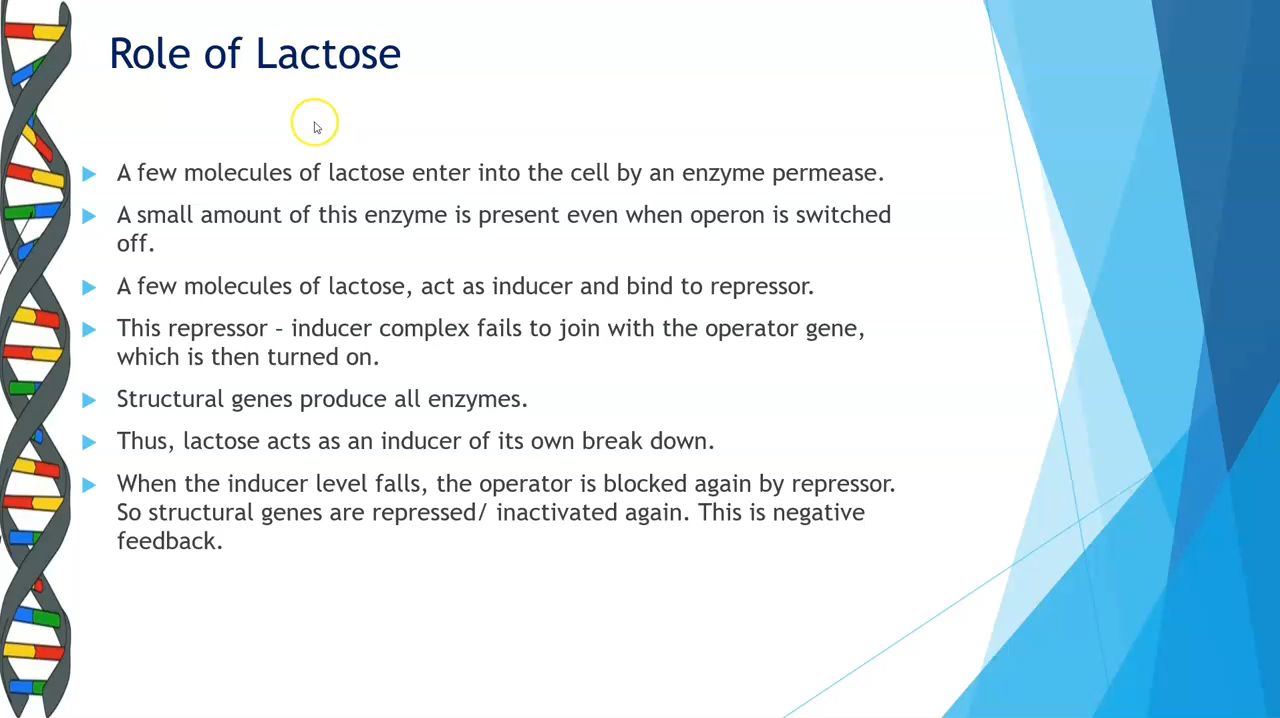 Role of Lactose
A few molecules of lactose enter into the cell by an enzyme permease.
A small amount of this enzyme is present even when operon is switched
off.
A few molecules of lactose, act as inducer and bind to repressor.
This repressor – inducer complex fails to join with the operator gene,
which is then turned on.
Structural genes produce all enzymes.
Thus, lactose acts as an inducer of its own break down.
When the inducer level falls, the operator is blocked again by repressor.
So structural genes are repressed/ inactivated again. This is negative
feedback.